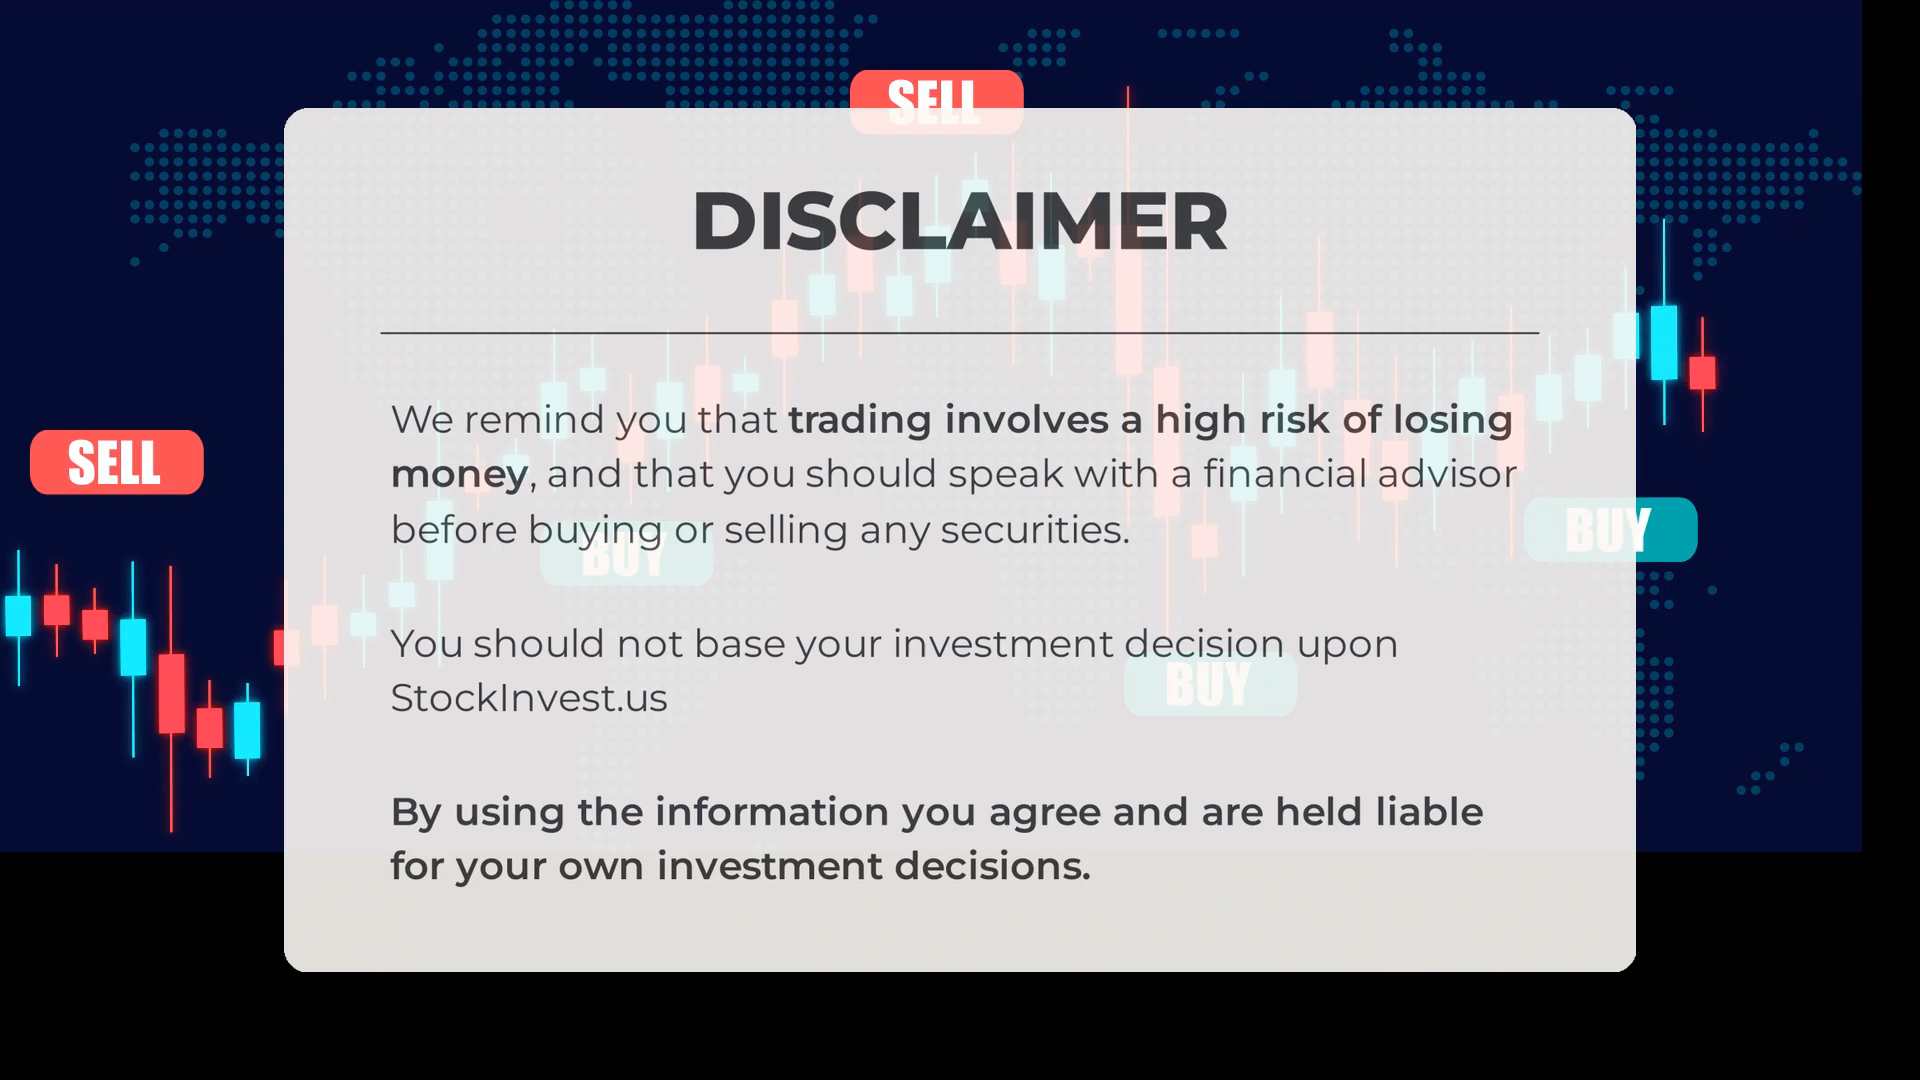 SELL
DISCLAIMER
We remind you that trading involves a high risk of losing
money, and that you should speak with a financial advisor
before buying or selling any securities.
SELL
BUY
BUY
You should not base your investment decision upon
StockInvest.us
BUY
By using the information you agree and are held liable
for your own investment decisions.